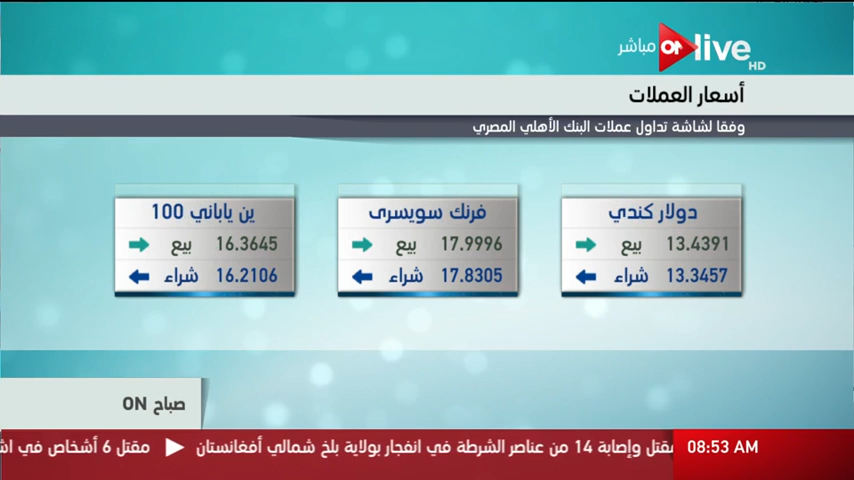 مباشر ON live HD
أسعار العملات
وفقا لشاشة تداول عملات البنك الأهلي المصري
دولار كندي
13.4391 بيع
13.3457 شراء
فرنك سويسرى
17.9996 بيع
17.8305 شراء
ين ياباني 100
16.3645 بيع
16.2106 شراء
صباح ON
08:53 AM
مقتل وإصابة 14 من عناصر الشرطة في انفجار بولاية بلخ شمالي أفغانستان
مقتل 6 أشخاص في